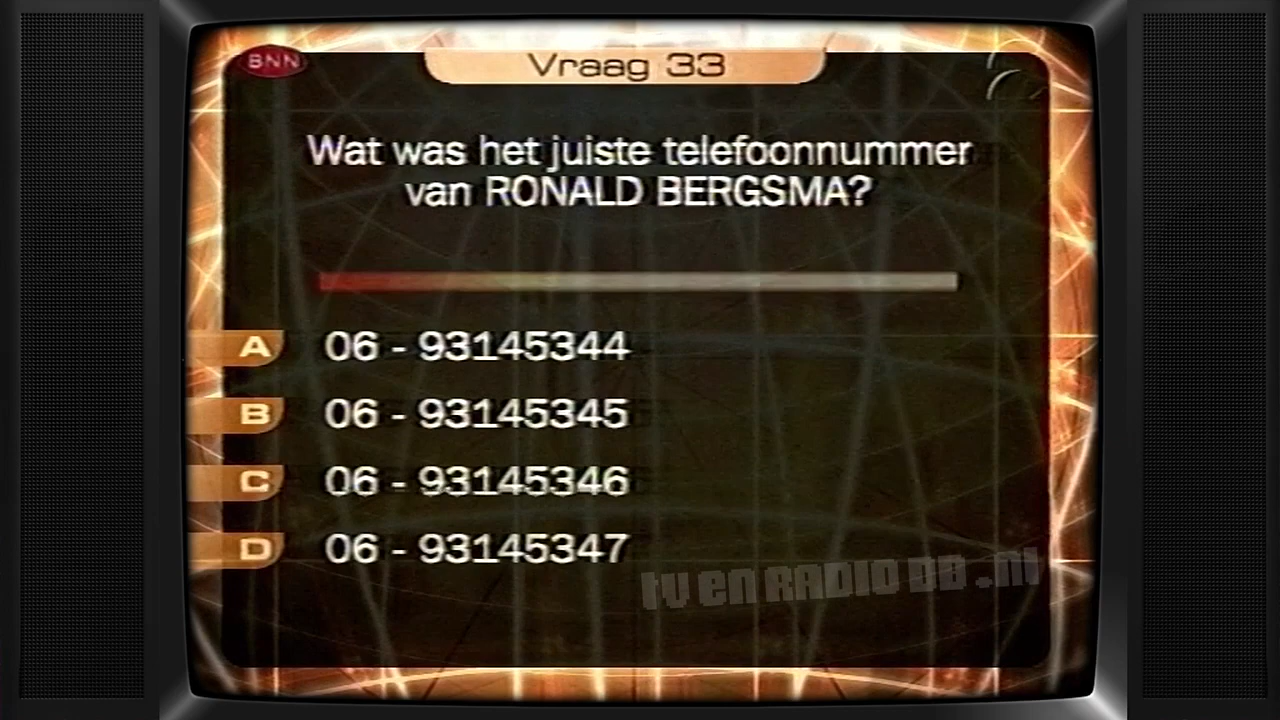 BNN
Vraag 33
Wat was het juiste telefoonnummer
van RONALD BERGSMA?
A 06 - 93145344
B 06 - 93145345
C 06 - 93145346
D 06 - 93145347
tv en RADIO DB .nl